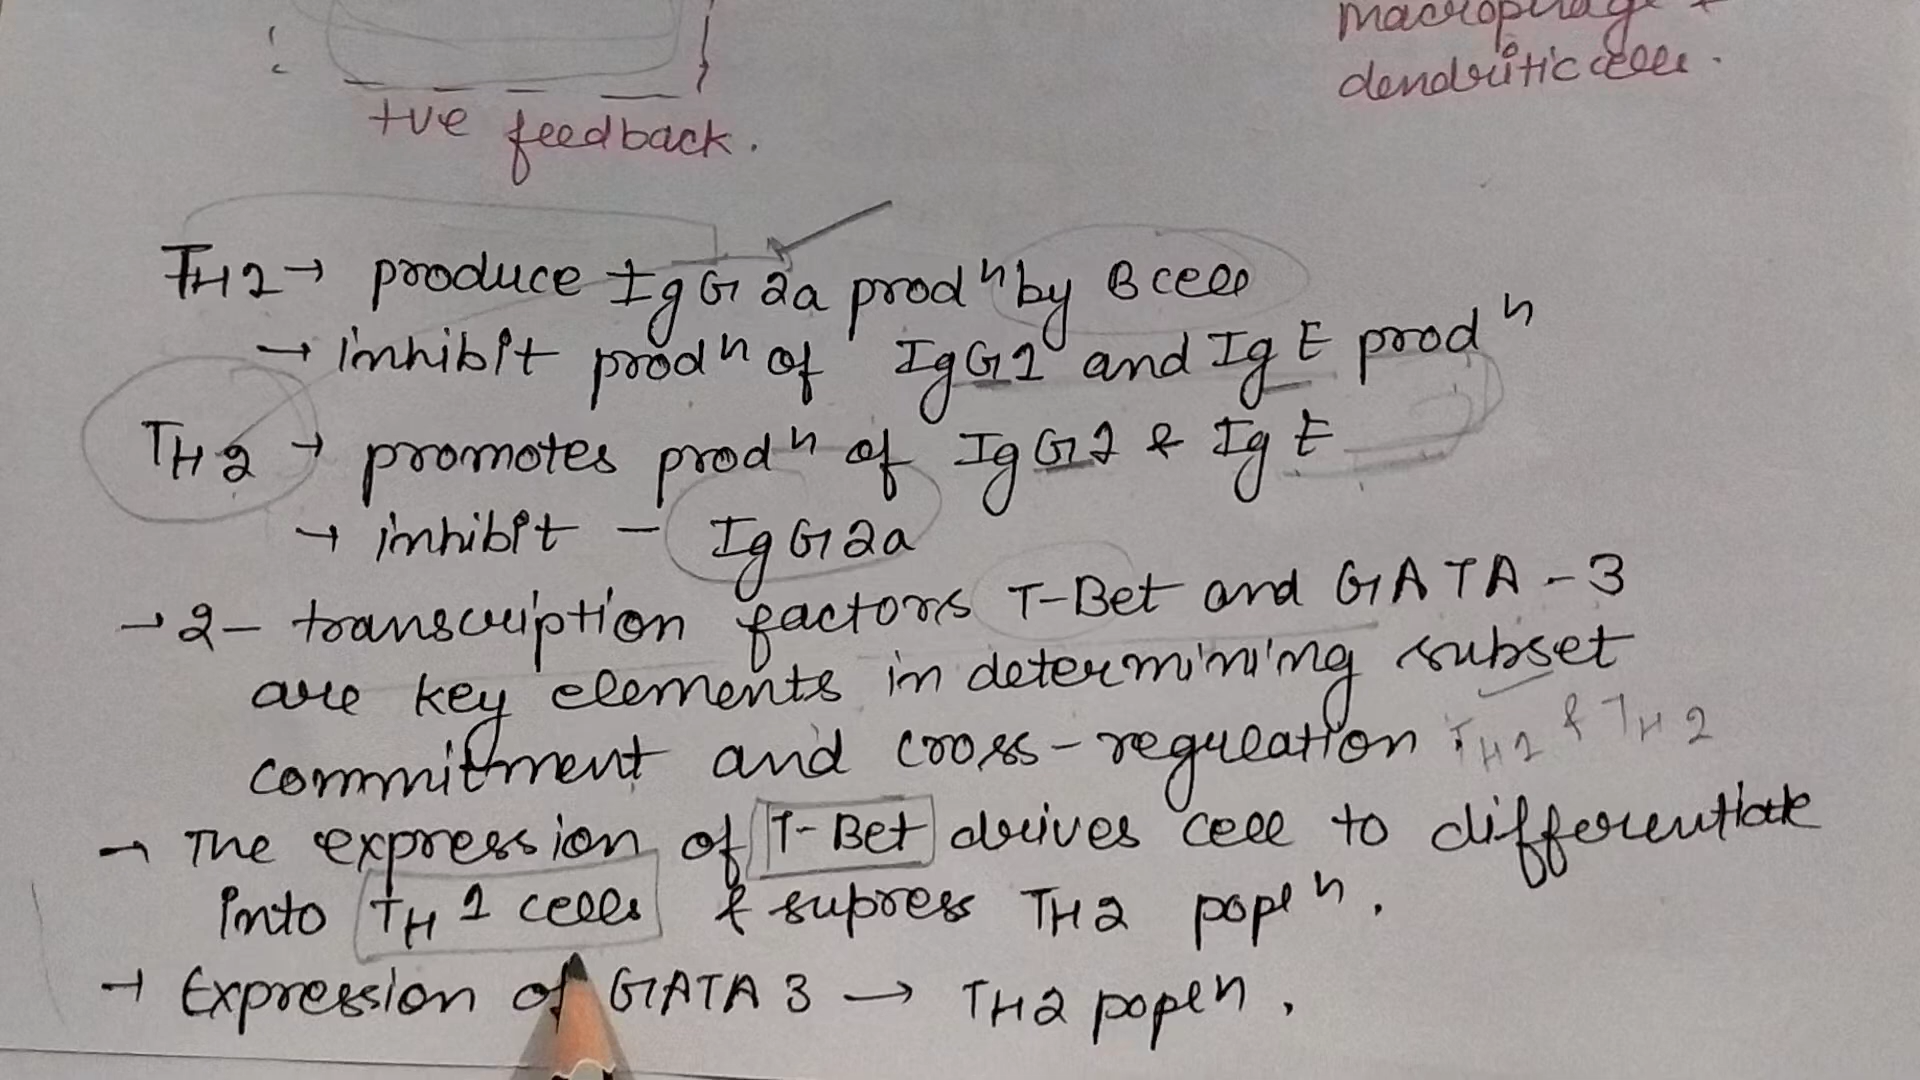 macrophage
dendritic cells.
+ve feedback.
TH1 → produce IgG2a prodⁿ by B cell
→ inhibit prodⁿ of IgG1 and IgE prodⁿ
TH2 → promotes prodⁿ of IgG1 & IgE
→ inhibit - IgG2a
→ 2- transcription factors T-Bet and GATA-3
are key elements in determining subset
commitment and cross-regulation TH1 & TH2
→ The expression of T-Bet drives cell to differentiate
into TH1 cells & supress TH2 poplⁿ.
→ Expression of GATA 3 → TH2 poplⁿ.